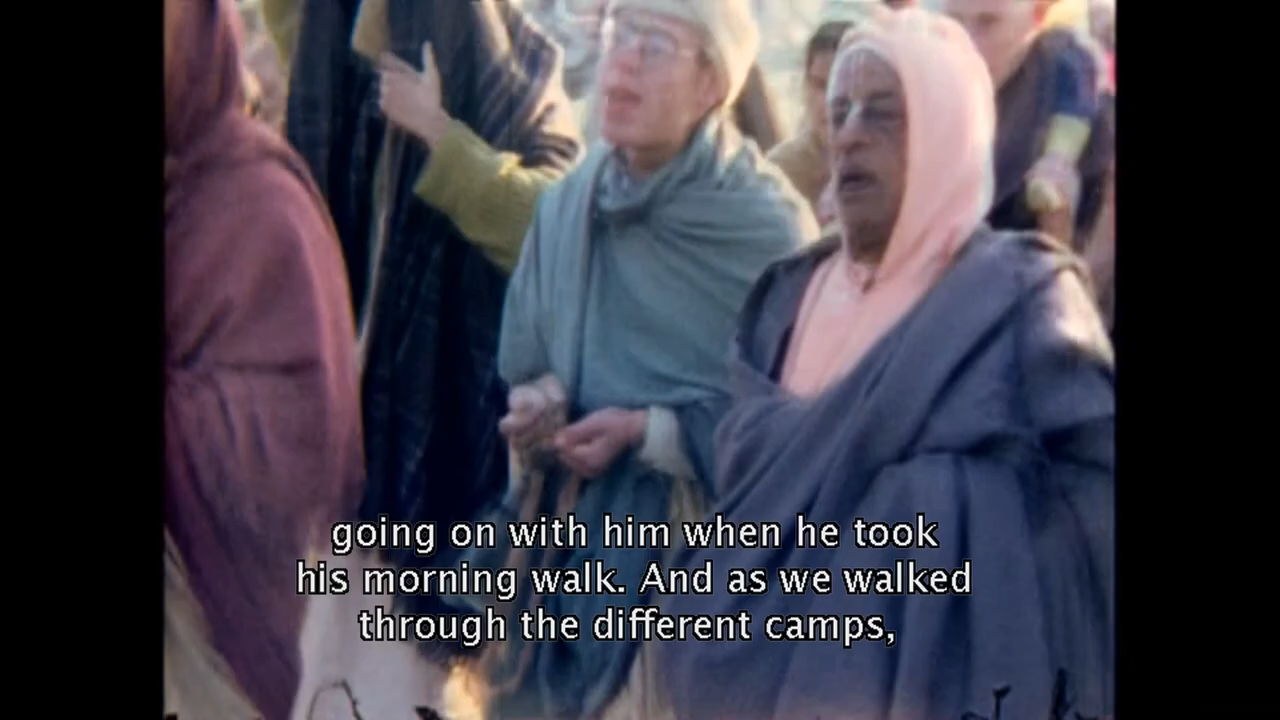 going on with him when he took
his morning walk. And as we walked
through the different camps,